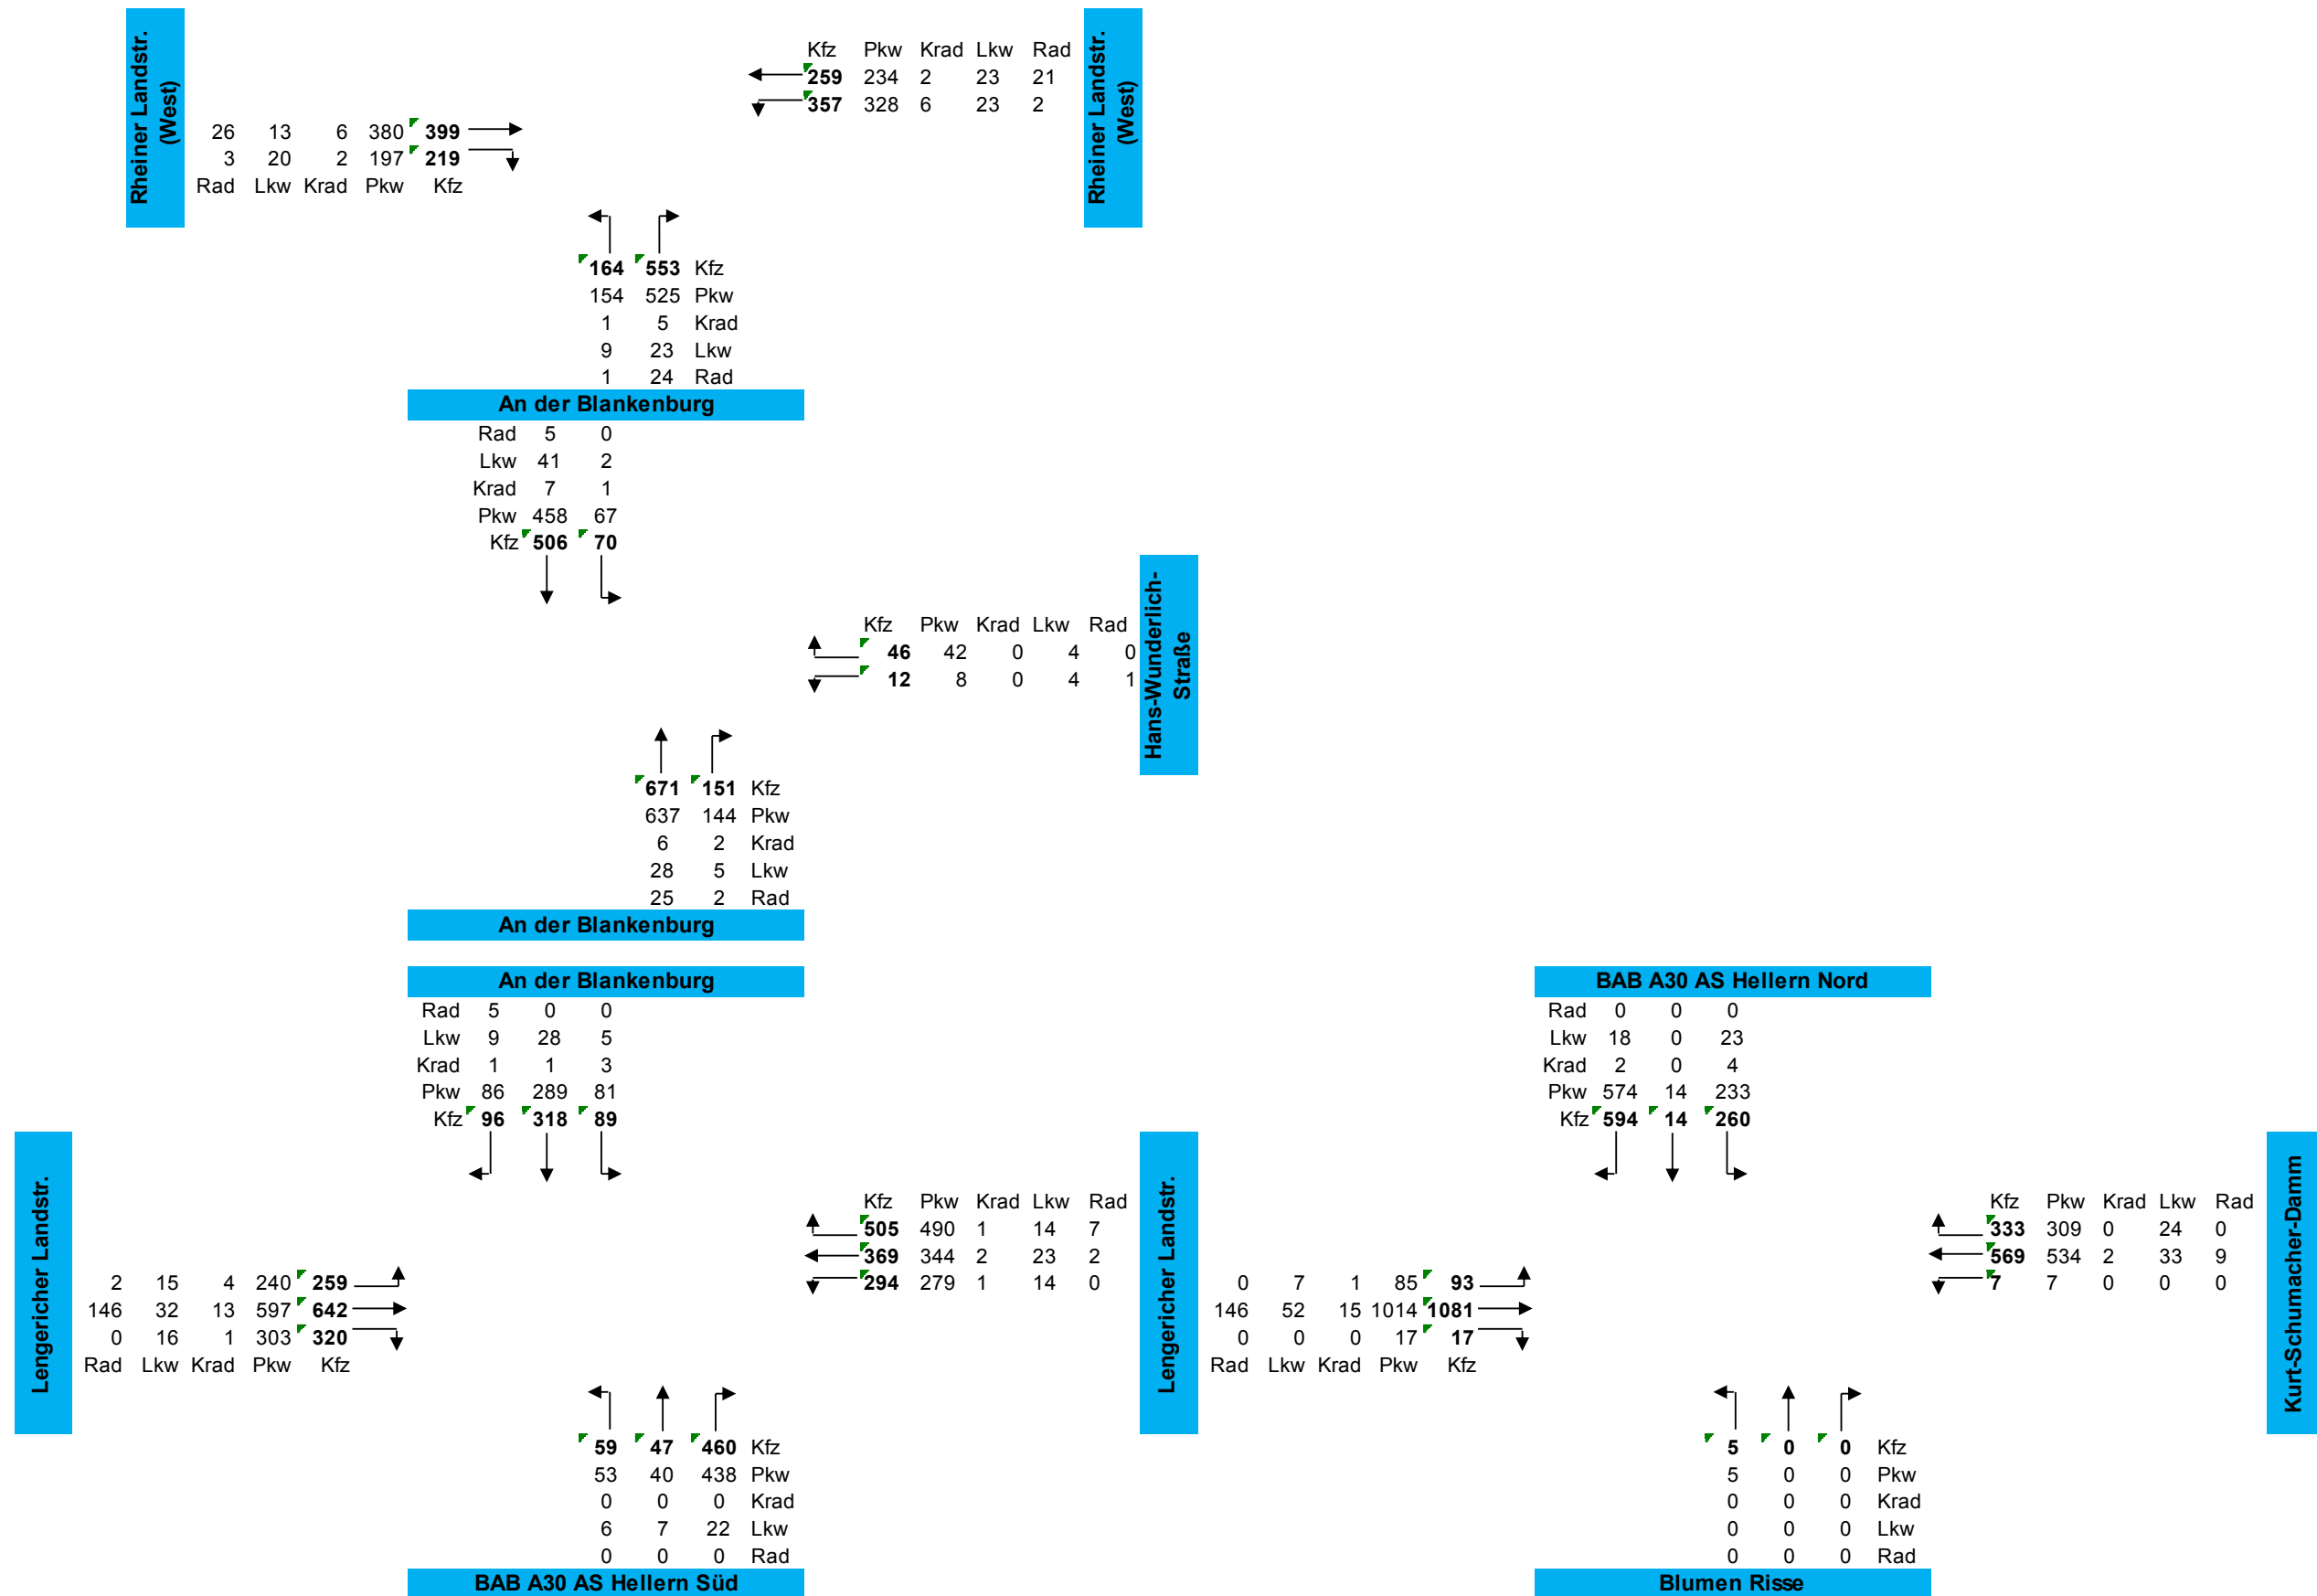 Rheiner Landstr.
(West)
26 13 6 380 399
3 20 2 197 219
Rad Lkw Krad Pkw Kfz
Kfz Pkw Krad Lkw Rad
259 234 2 23 21
357 328 6 23 2
Rheiner Landstr.
(West)
164 553 Kfz
154 525 Pkw
1 5 Krad
9 23 Lkw
1 24 Rad
An der Blankenburg
Rad 5 0
Lkw 41 2
Krad 7 1
Pkw 458 67
Kfz 506 70
Kfz Pkw Krad Lkw Rad
46 42 0 4 0
12 8 0 4 1
Hans-Wunderlich-
Straße
671 151 Kfz
637 144 Pkw
6 2 Krad
28 5 Lkw
25 2 Rad
An der Blankenburg
An der Blankenburg
Rad 5 0 0
Lkw 9 28 5
Krad 1 1 3
Pkw 86 289 81
Kfz 96 318 89
Lengericher Landstr.
2 15 4 240 259
146 32 13 597 642
0 16 1 303 320
Rad Lkw Krad Pkw Kfz
Kfz Pkw Krad Lkw Rad
505 490 1 14 7
369 344 2 23 2
294 279 1 14 0
59 47 460 Kfz
53 40 438 Pkw
0 0 0 Krad
6 7 22 Lkw
0 0 0 Rad
BAB A30 AS Hellern Süd
BAB A30 AS Hellern Nord
Rad 0 0 0
Lkw 18 0 23
Krad 2 0 4
Pkw 574 14 233
Kfz 594 14 260
Lengericher Landstr.
0 7 1 85 93
146 52 15 1014 1081
0 0 0 17 17
Rad Lkw Krad Pkw Kfz
Kfz Pkw Krad Lkw Rad
333 309 0 24 0
569 534 2 33 9
7 7 0 0 0
Kurt-Schumacher-Damm
5 0 0 Kfz
5 0 0 Pkw
0 0 0 Krad
0 0 0 Lkw
0 0 0 Rad
Blumen Risse